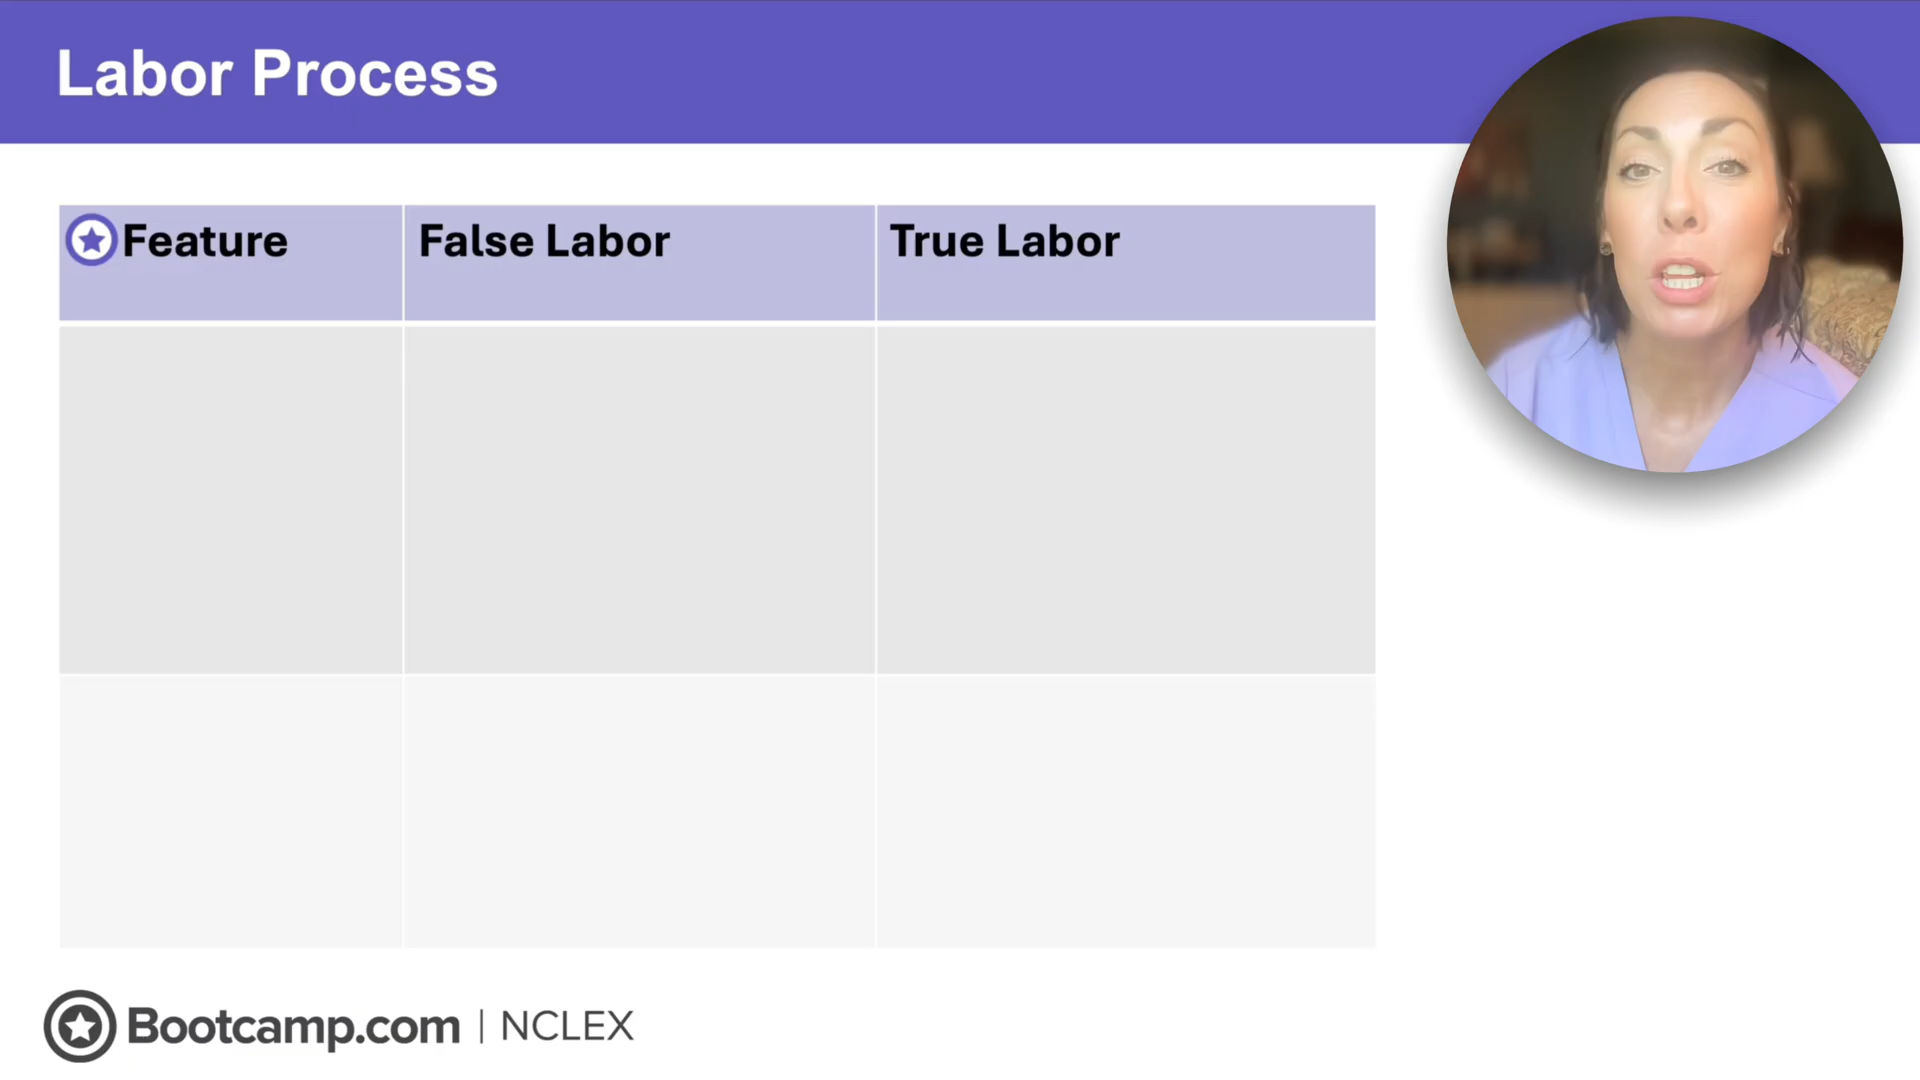 Labor Process
Feature
False Labor
True Labor
Bootcamp.com | NCLEX